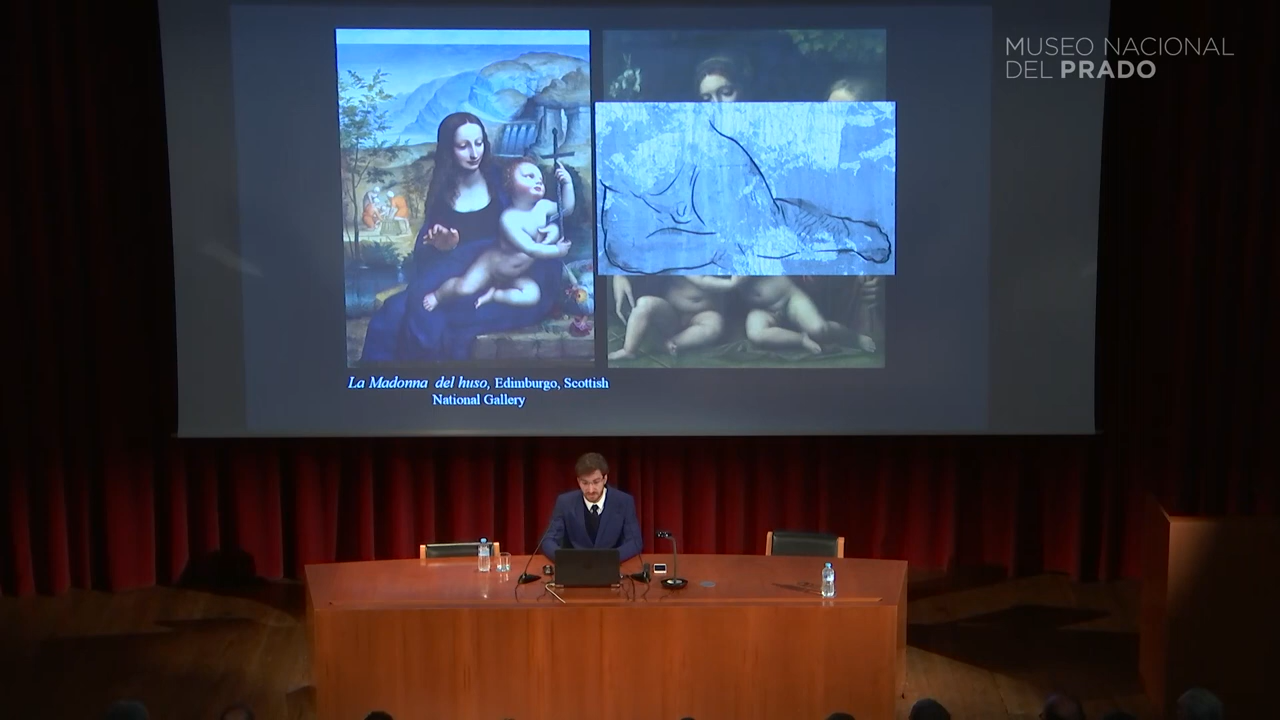 MUSEO NACIONAL
DEL PRADO
La Madonna del huso, Edimburgo, Scottish
National Gallery